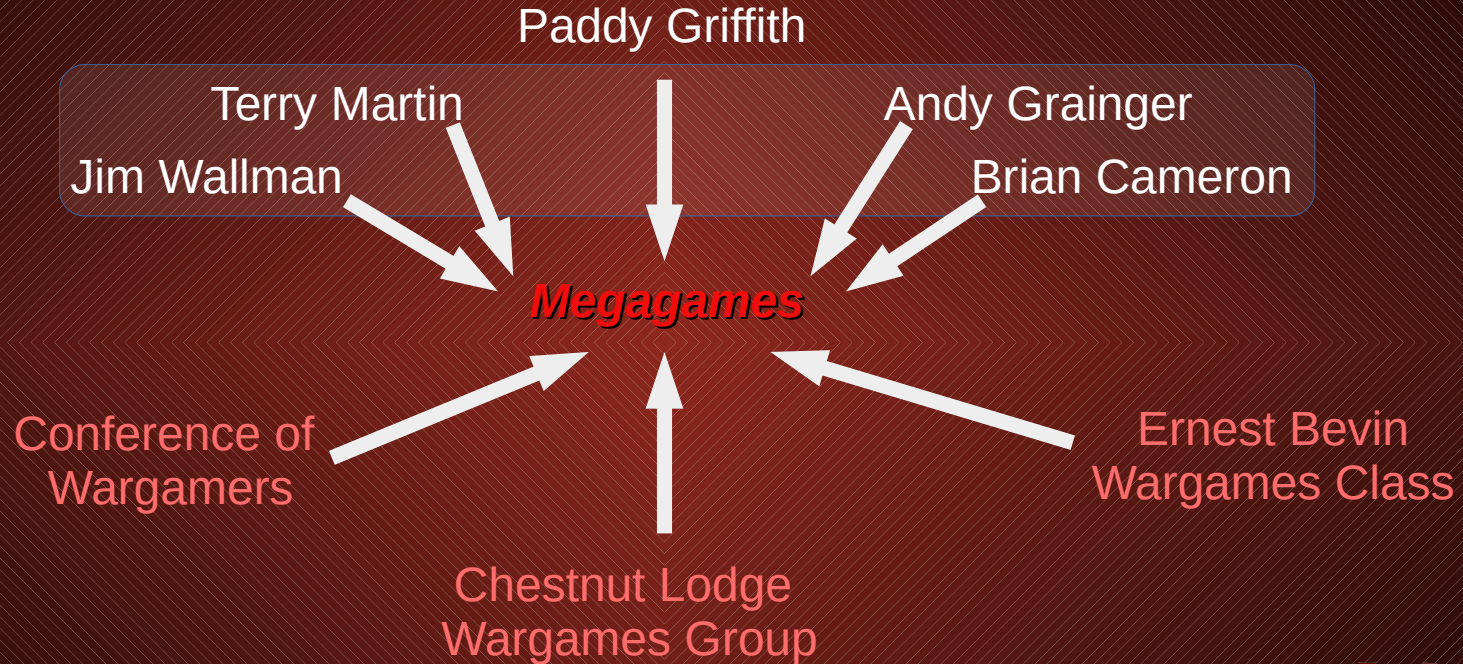 Paddy Griffith
Terry Martin
Andy Grainger
Jim Wallman
Brian Cameron
Megagames
Conference of
Wargamers
Ernest Bevin
Wargames Class
Chestnut Lodge
Wargames Group